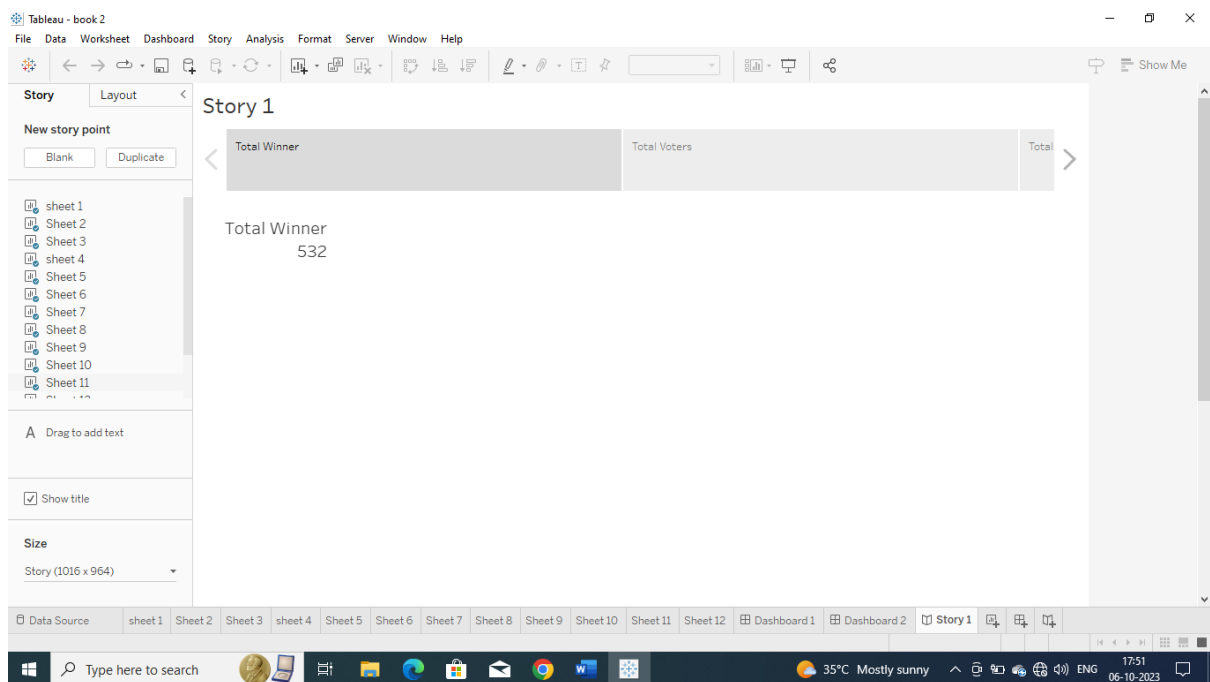 Tableau - book 2
File Data Worksheet Dashboard Story Analysis Format Server Window Help
Show Me
Story Layout
New story point
Blank Duplicate
sheet 1
Sheet 2
Sheet 3
sheet 4
Sheet 5
Sheet 6
Sheet 7
Sheet 8
Sheet 9
Sheet 10
Sheet 11
A Drag to add text
Show title
Size
Story (1016 x 964)
Story 1
Total Winner Total Voters Total
Total Winner
532
Data Source sheet 1 Sheet 2 Sheet 3 sheet 4 Sheet 5 Sheet 6 Sheet 7 Sheet 8 Sheet 9 Sheet 10 Sheet 11 Sheet 12 Dashboard 1 Dashboard 2 Story 1
Type here to search 35°C Mostly sunny ENG 17:51
06-10-2023